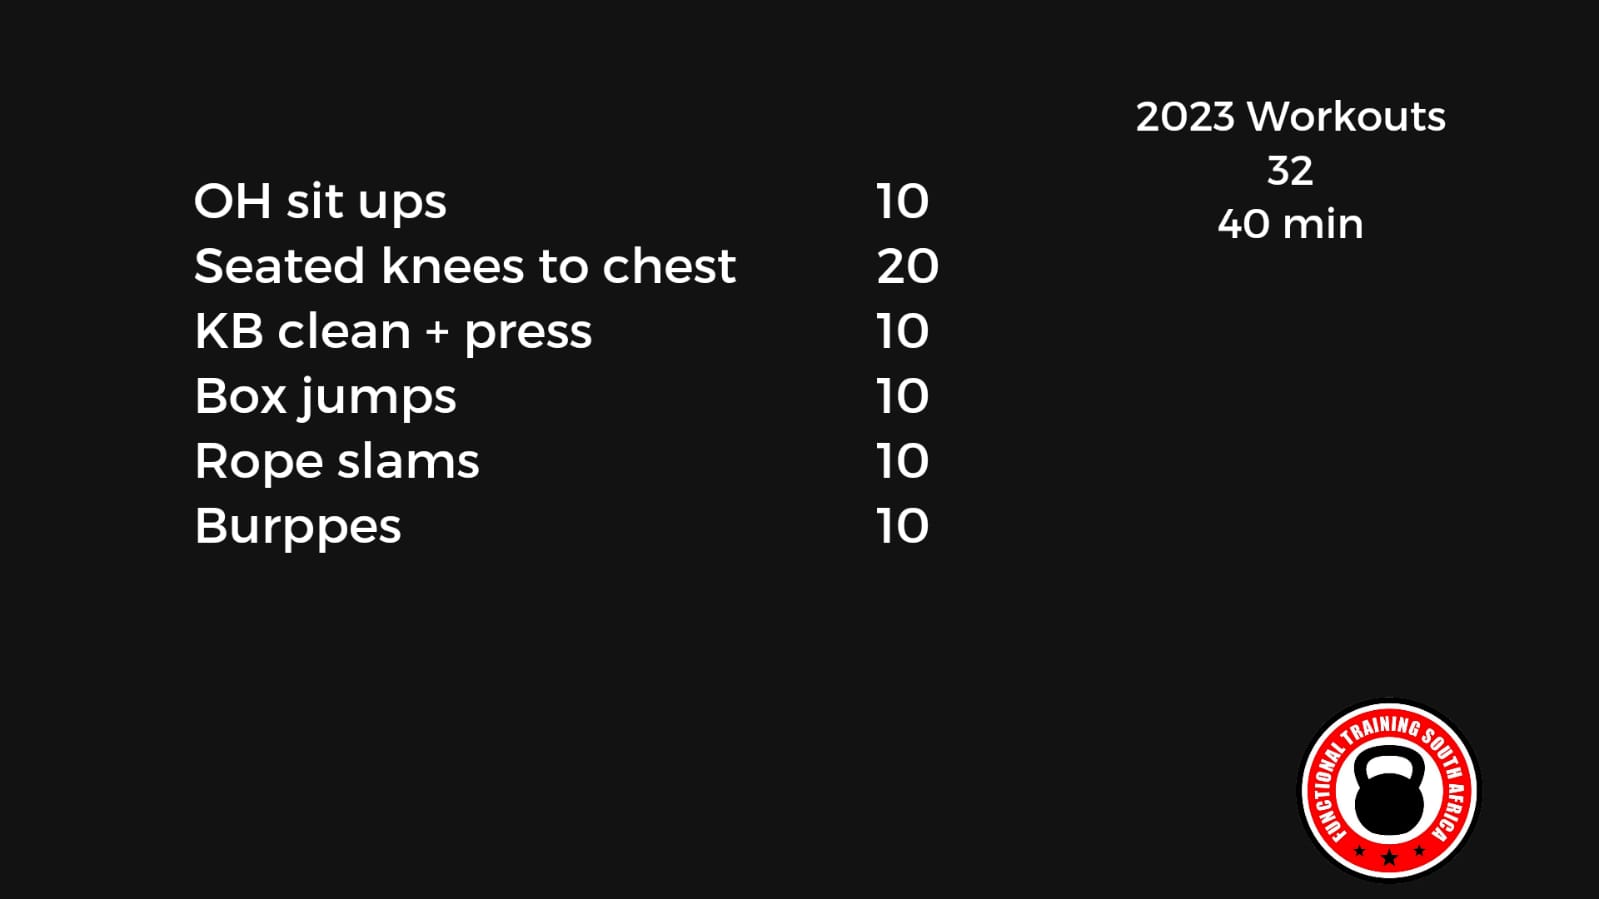 2023 Workouts
32
40 min
OH sit ups 10
Seated knees to chest 20
KB clean + press 10
Box jumps 10
Rope slams 10
Burppes 10
FUNCTIONAL TRAINING SOUTH AFRICA